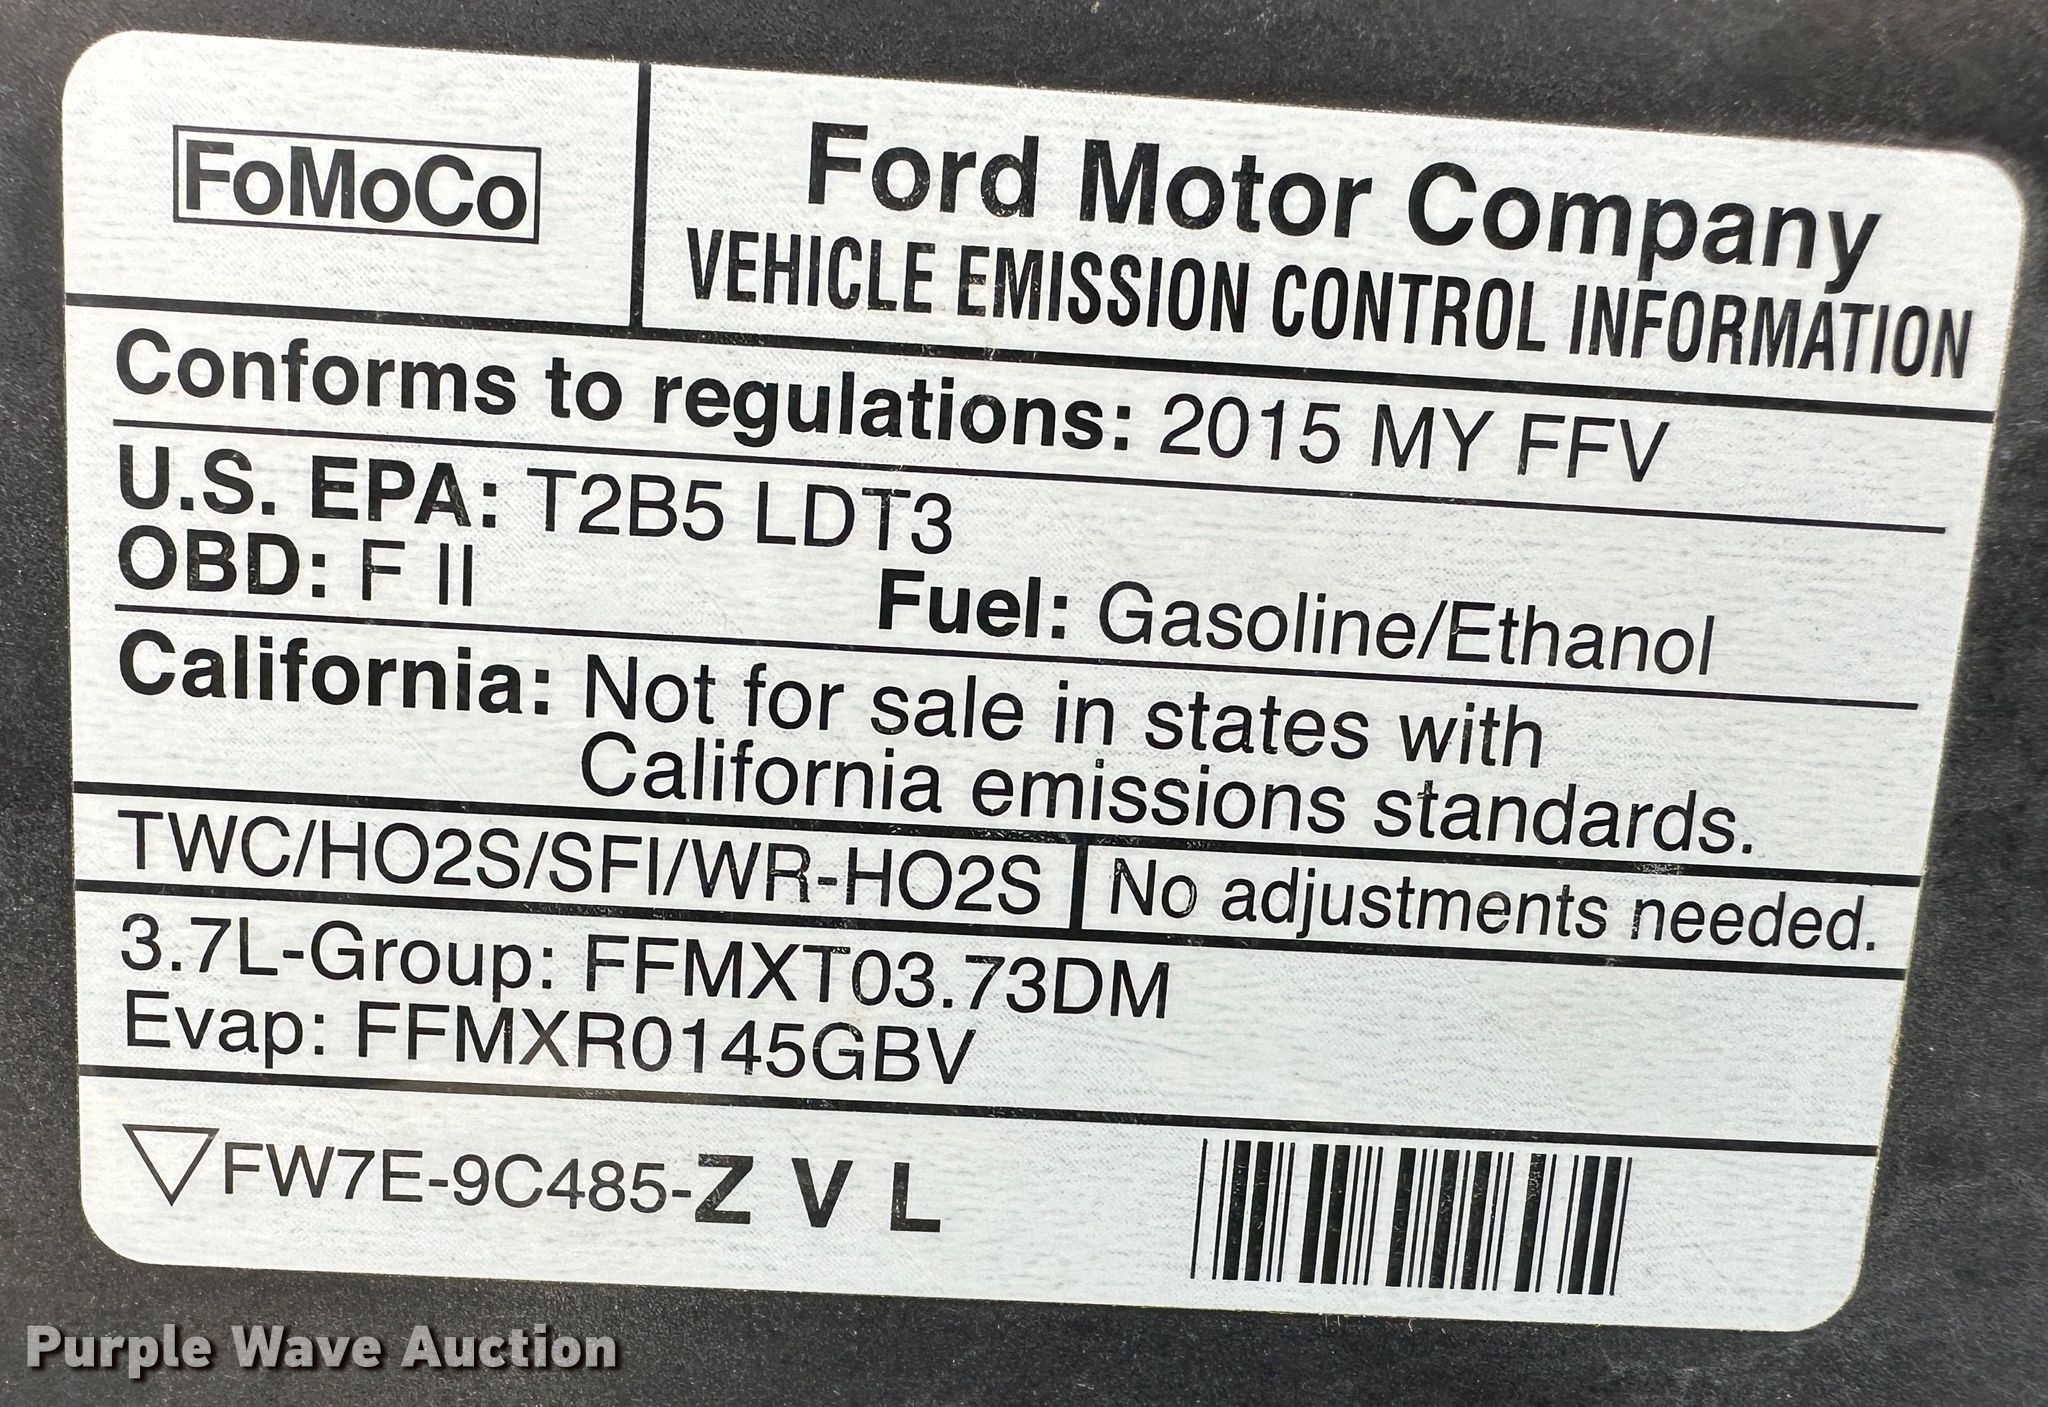 FoMoCo
Ford Motor Company
VEHICLE EMISSION CONTROL INFORMATION
Conforms to regulations: 2015 MY FFV
U.S. EPA: T2B5 LDT3
OBD: F II
Fuel: Gasoline/Ethanol
California: Not for sale in states with
California emissions standards.
TWC/HO2S/SFI/WR-HO2S
No adjustments needed.
3.7L-Group: FFMXT03.73DM
Evap: FFMXR0145GBV
FW7E-9C485-Z V L
Purple Wave Auction